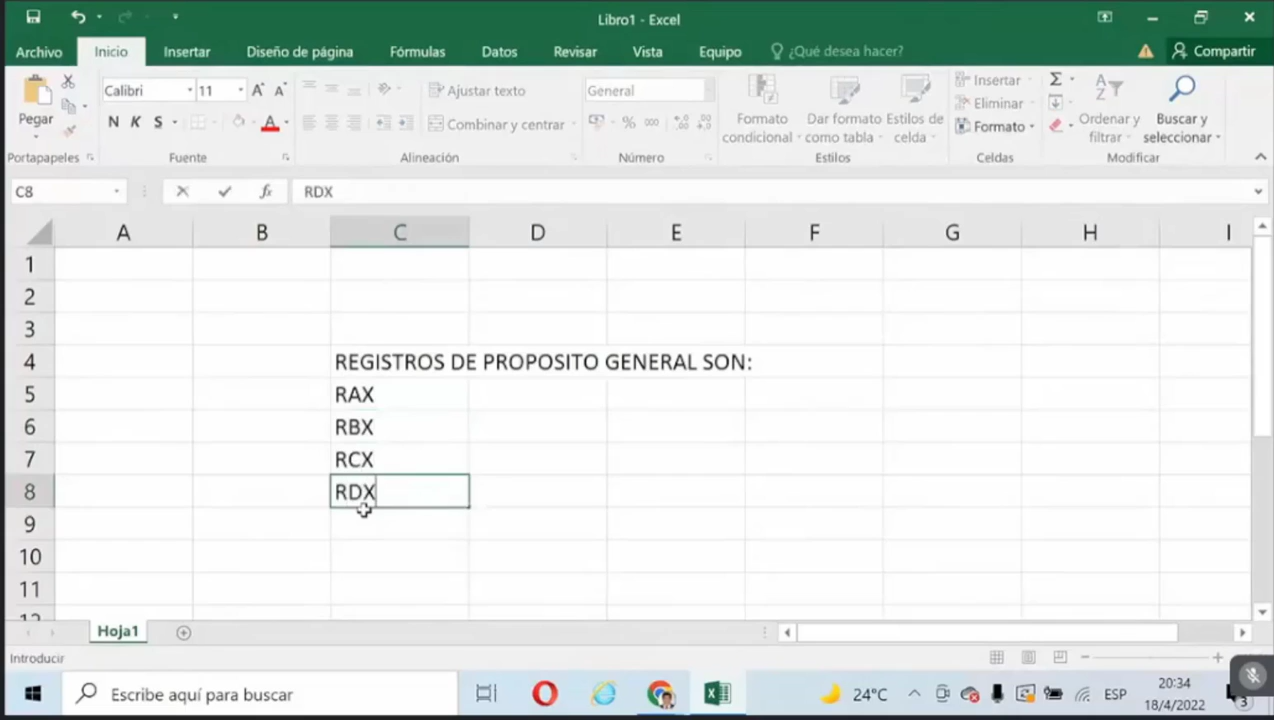 Libro1 - Excel
Archivo Inicio Insertar Diseño de página Fórmulas Datos Revisar Vista Equipo ¿Qué desea hacer? Compartir
Pegar
Calibri 11
N K S
Ajustar texto
Combinar y centrar
General
% 000
Formato condicional
Dar formato como tabla
Estilos de celda
Insertar
Eliminar
Formato
Ordenar y filtrar
Buscar y seleccionar
Portapapeles Fuente Alineación Número Estilos Celdas Modificar
C8 fx RDX
A B C D E F G H I
1
2
3
4 REGISTROS DE PROPOSITO GENERAL SON:
5 RAX
6 RBX
7 RCX
8 RDX
9
10
11
12
Hoja1
Introducir
Escribe aquí para buscar
24°C
ESP
20:34
18/4/2022
3